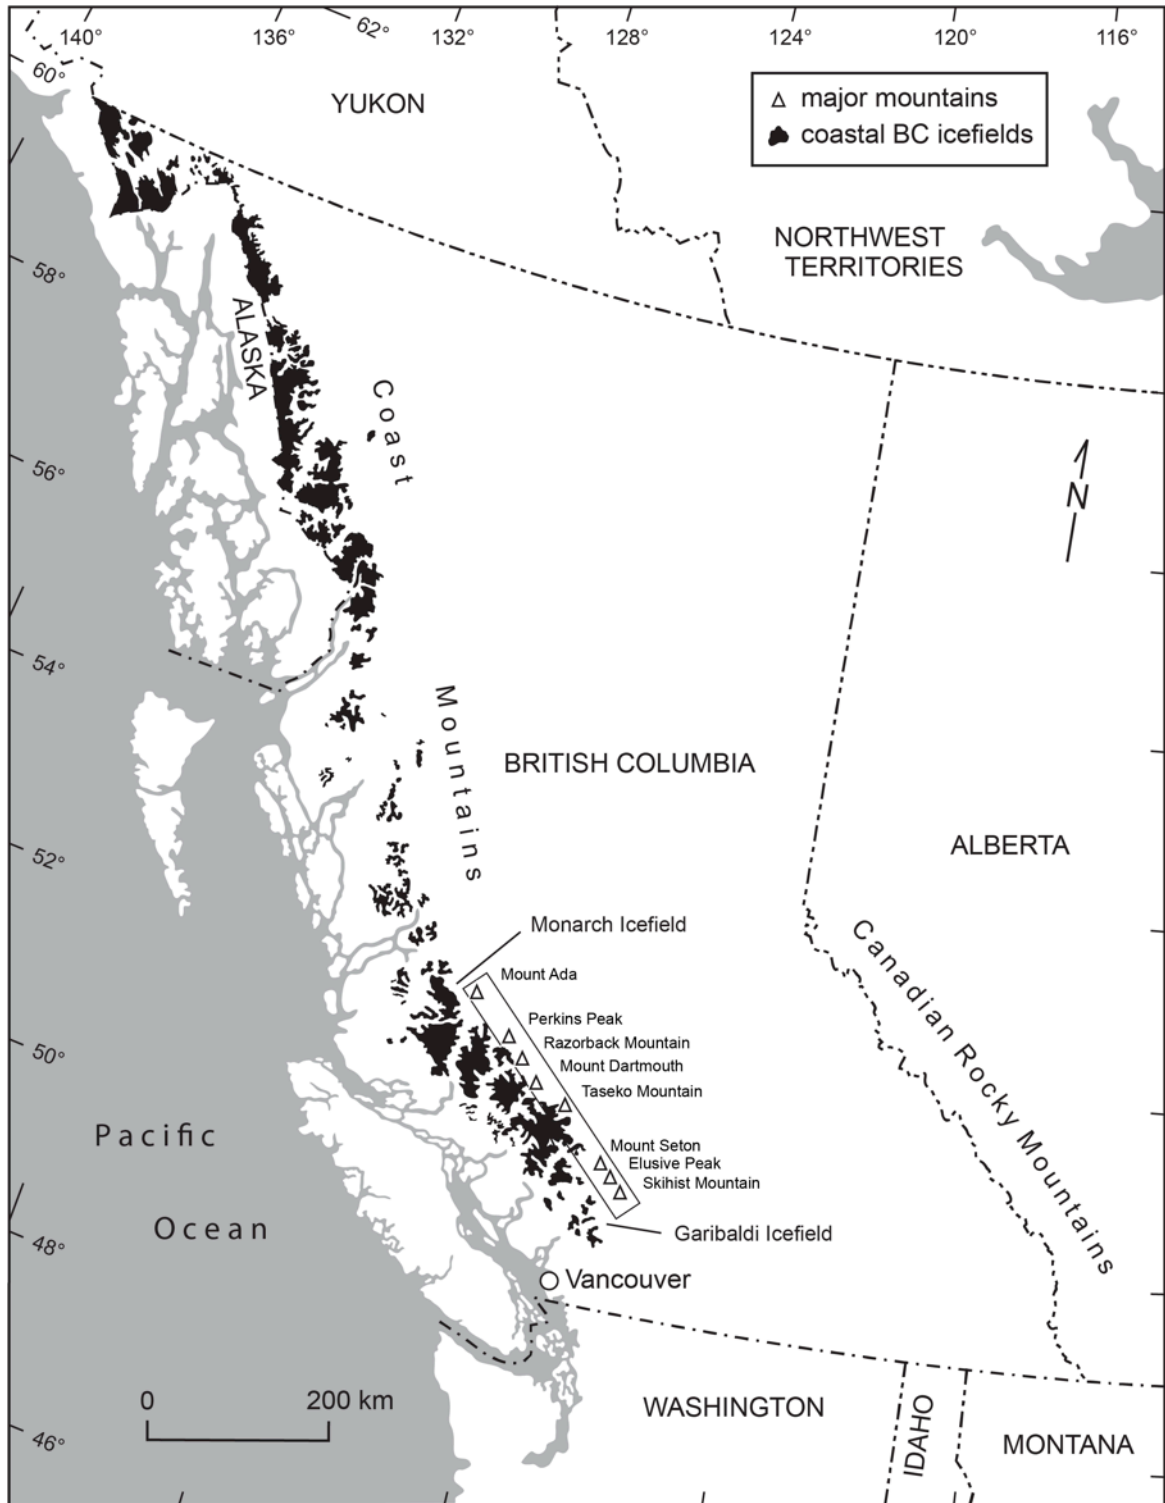 140°
136°
62°
132°
128°
124°
120°
116°
60°
YUKON
major mountains
coastal BC icefields
NORTHWEST
TERRITORIES
58°
ALASKA
Coast
56°
N
54°
Mountains
BRITISH COLUMBIA
52°
ALBERTA
Monarch Icefield
Canadian Rocky Mountains
Mount Ada
Perkins Peak
Razorback Mountain
50°
Mount Dartmouth
Taseko Mountain
Pacific
Ocean
Mount Seton
Elusive Peak
Skihist Mountain
48°
Garibaldi Icefield
Vancouver
0
200 km
WASHINGTON
IDAHO
MONTANA
46°